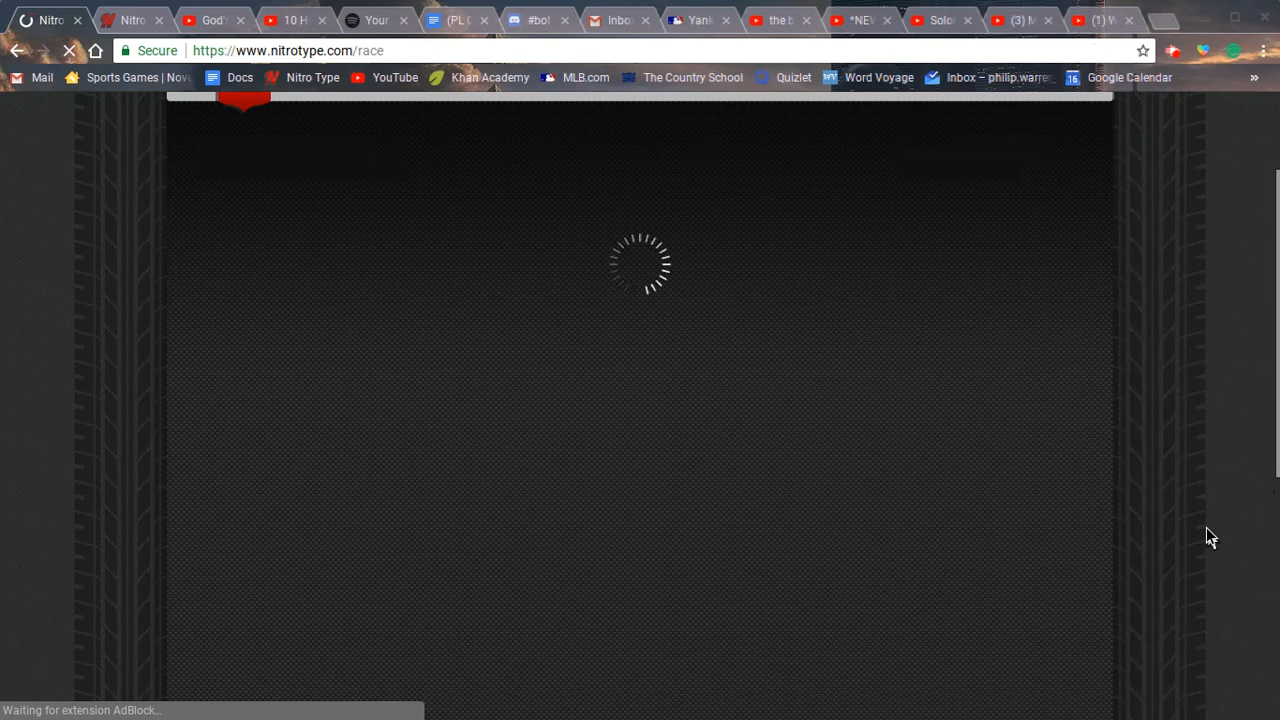 Nitro Nitro God's 10 H Your (PL C #bot Inbo Yank the b *NEV Solo (3) M (1) W
Secure https://www.nitrotype.com/race
Mail Sports Games | Nove Docs Nitro Type YouTube Khan Academy MLB.com The Country School Quizlet Word Voyage Inbox – philip.warre Google Calendar »
Waiting for extension AdBlock...